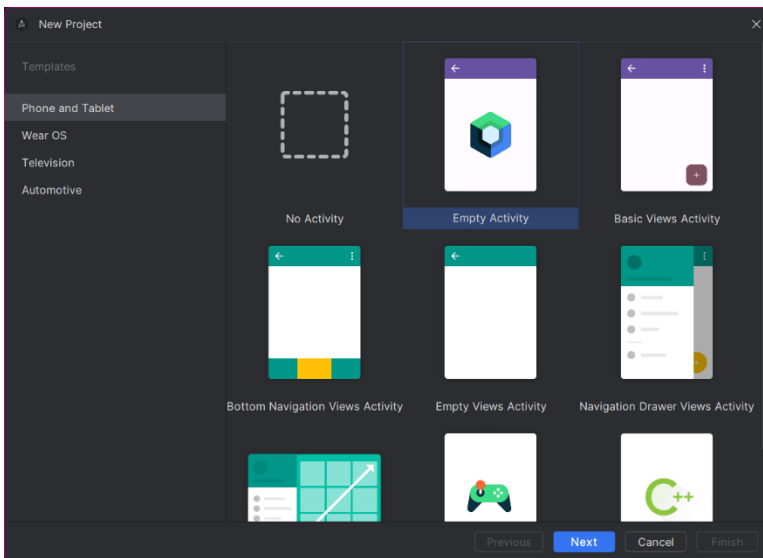 New Project
Templates
Phone and Tablet
Wear OS
Television
Automotive
No Activity
Empty Activity
Basic Views Activity
Bottom Navigation Views Activity
Empty Views Activity
Navigation Drawer Views Activity
C++
Previous
Next
Cancel
Finish